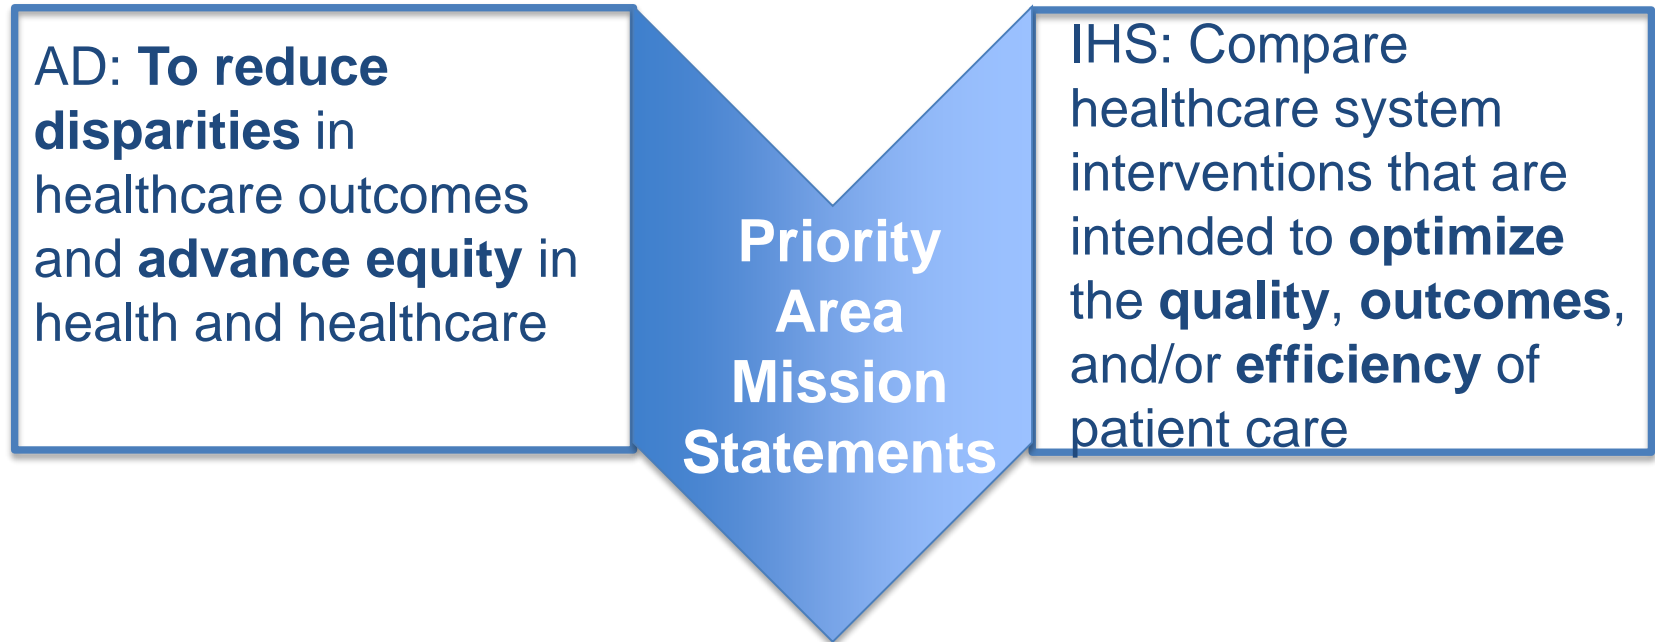 AD: To reduce
disparities in
healthcare outcomes
and advance equity in
health and healthcare
Priority
Area
Mission
Statements
IHS: Compare
healthcare system
interventions that are
intended to optimize
the quality, outcomes,
and/or efficiency of
patient care